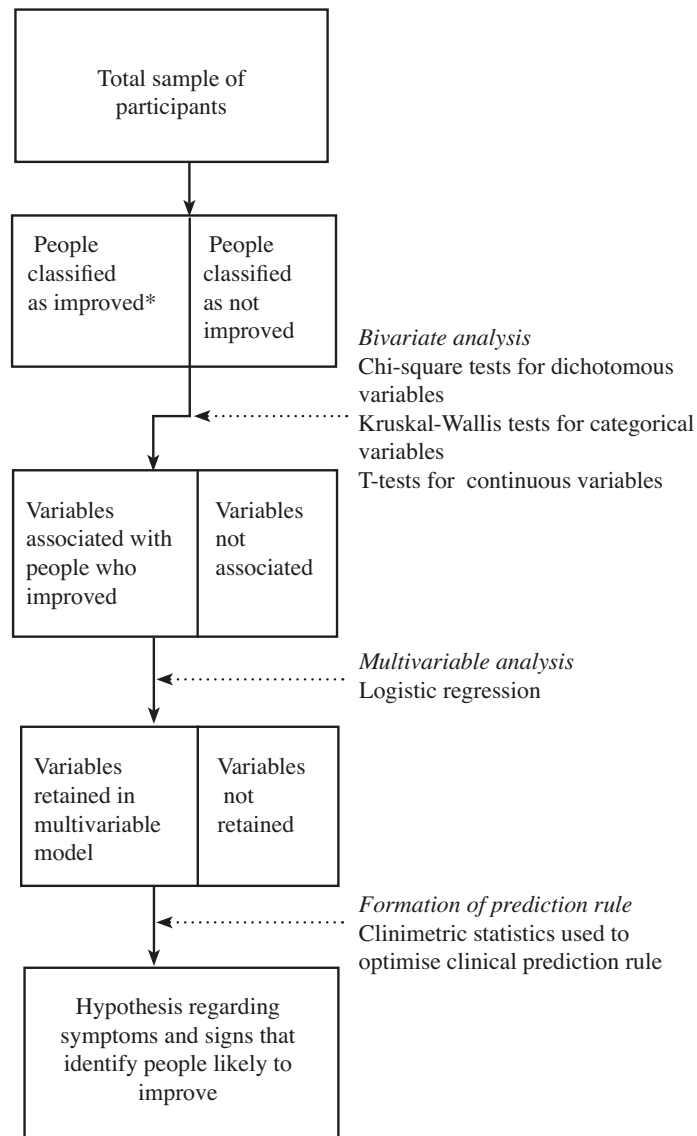 Total sample of
participants
People
classified
as improved*
People
classified
as not
improved
Bivariate analysis
Chi-square tests for dichotomous
variables
Kruskal-Wallis tests for categorical
variables
T-tests for continuous variables
Variables
associated with
people who
improved
Variables
not
associated
Multivariable analysis
Logistic regression
Variables
retained in
multivariable
model
Variables
not
retained
Formation of prediction rule
Clinimetric statistics used to
optimise clinical prediction rule
Hypothesis regarding
symptoms and signs that
identify people likely to
improve